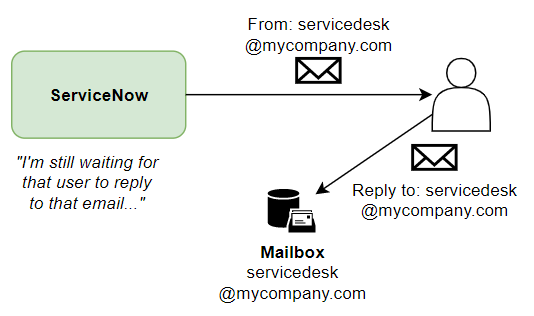 From: servicedesk
@mycompany.com
ServiceNow
"I'm still waiting for
that user to reply
to that email..."
Reply to: servicedesk
@mycompany.com
Mailbox
servicedesk
@mycompany.com